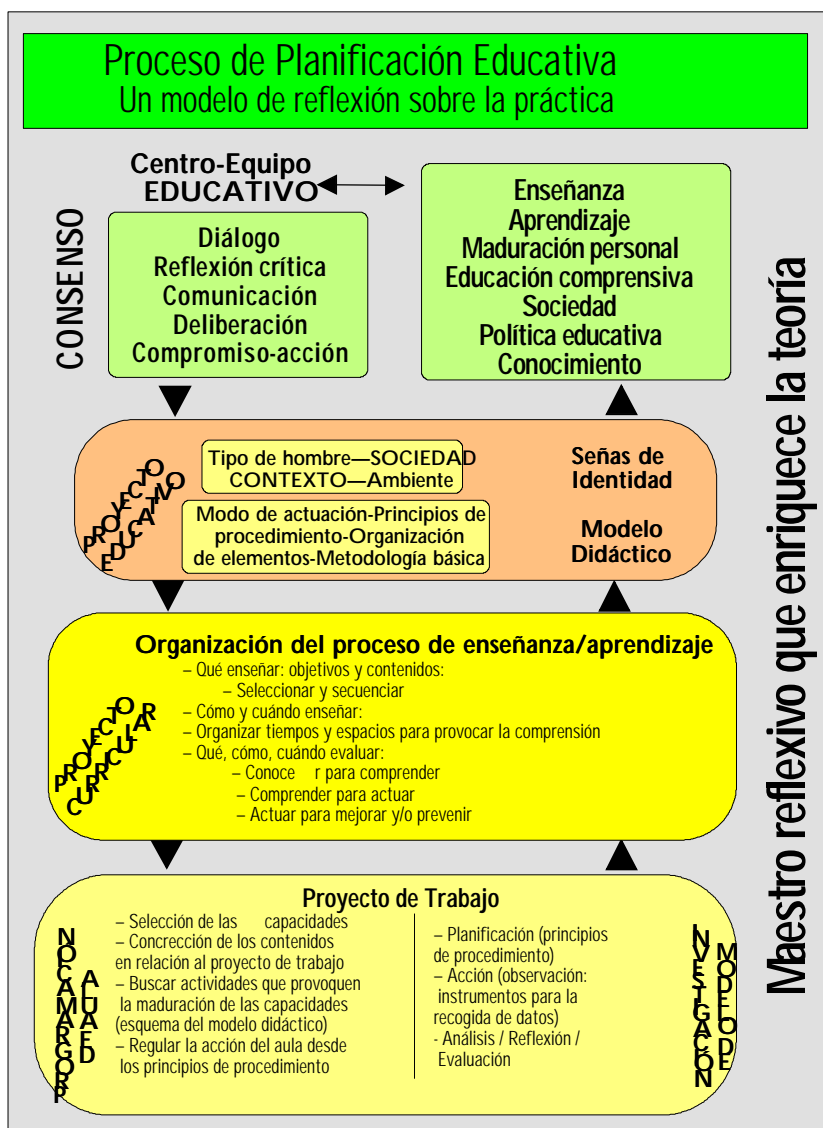 Proceso de Planificación Educativa
Un modelo de reflexión sobre la práctica
Centro-Equipo
EDUCATIVO
CONSENSO
Diálogo
Reflexión crítica
Comunicación
Deliberación
Compromiso-acción
Enseñanza
Aprendizaje
Maduración personal
Educación comprensiva
Sociedad
Política educativa
Conocimiento
Maestro reflexivo que enriquece la teoría
PROYECTO
EDUCATIVO
Tipo de hombre—SOCIEDAD
CONTEXTO—Ambiente
Modo de actuación-Principios de
procedimiento-Organización
de elementos-Metodología básica
Señas de
Identidad
Modelo
Didáctico
PROYECTO
CURRICULAR
Organización del proceso de enseñanza/aprendizaje
– Qué enseñar: objetivos y contenidos:
– Seleccionar y secuenciar
– Cómo y cuándo enseñar:
– Organizar tiempos y espacios para provocar la comprensión
– Qué, cómo, cuándo evaluar:
– Conoce r para comprender
– Comprender para actuar
– Actuar para mejorar y/o prevenir
Proyecto de Trabajo
PROGRAMACON
DE AULA
– Selección de las capacidades
– Concrección de los contenidos
en relación al proyecto de trabajo
– Buscar actividades que provoquen
la maduración de las capacidades
(esquema del modelo didáctico)
– Regular la acción del aula desde
los principios de procedimiento
– Planificación (principios
de procedimiento)
– Acción (observación:
instrumentos para la
recogida de datos)
- Análisis / Reflexión /
Evaluación
MODELO DE
INVESTIGACIÓN